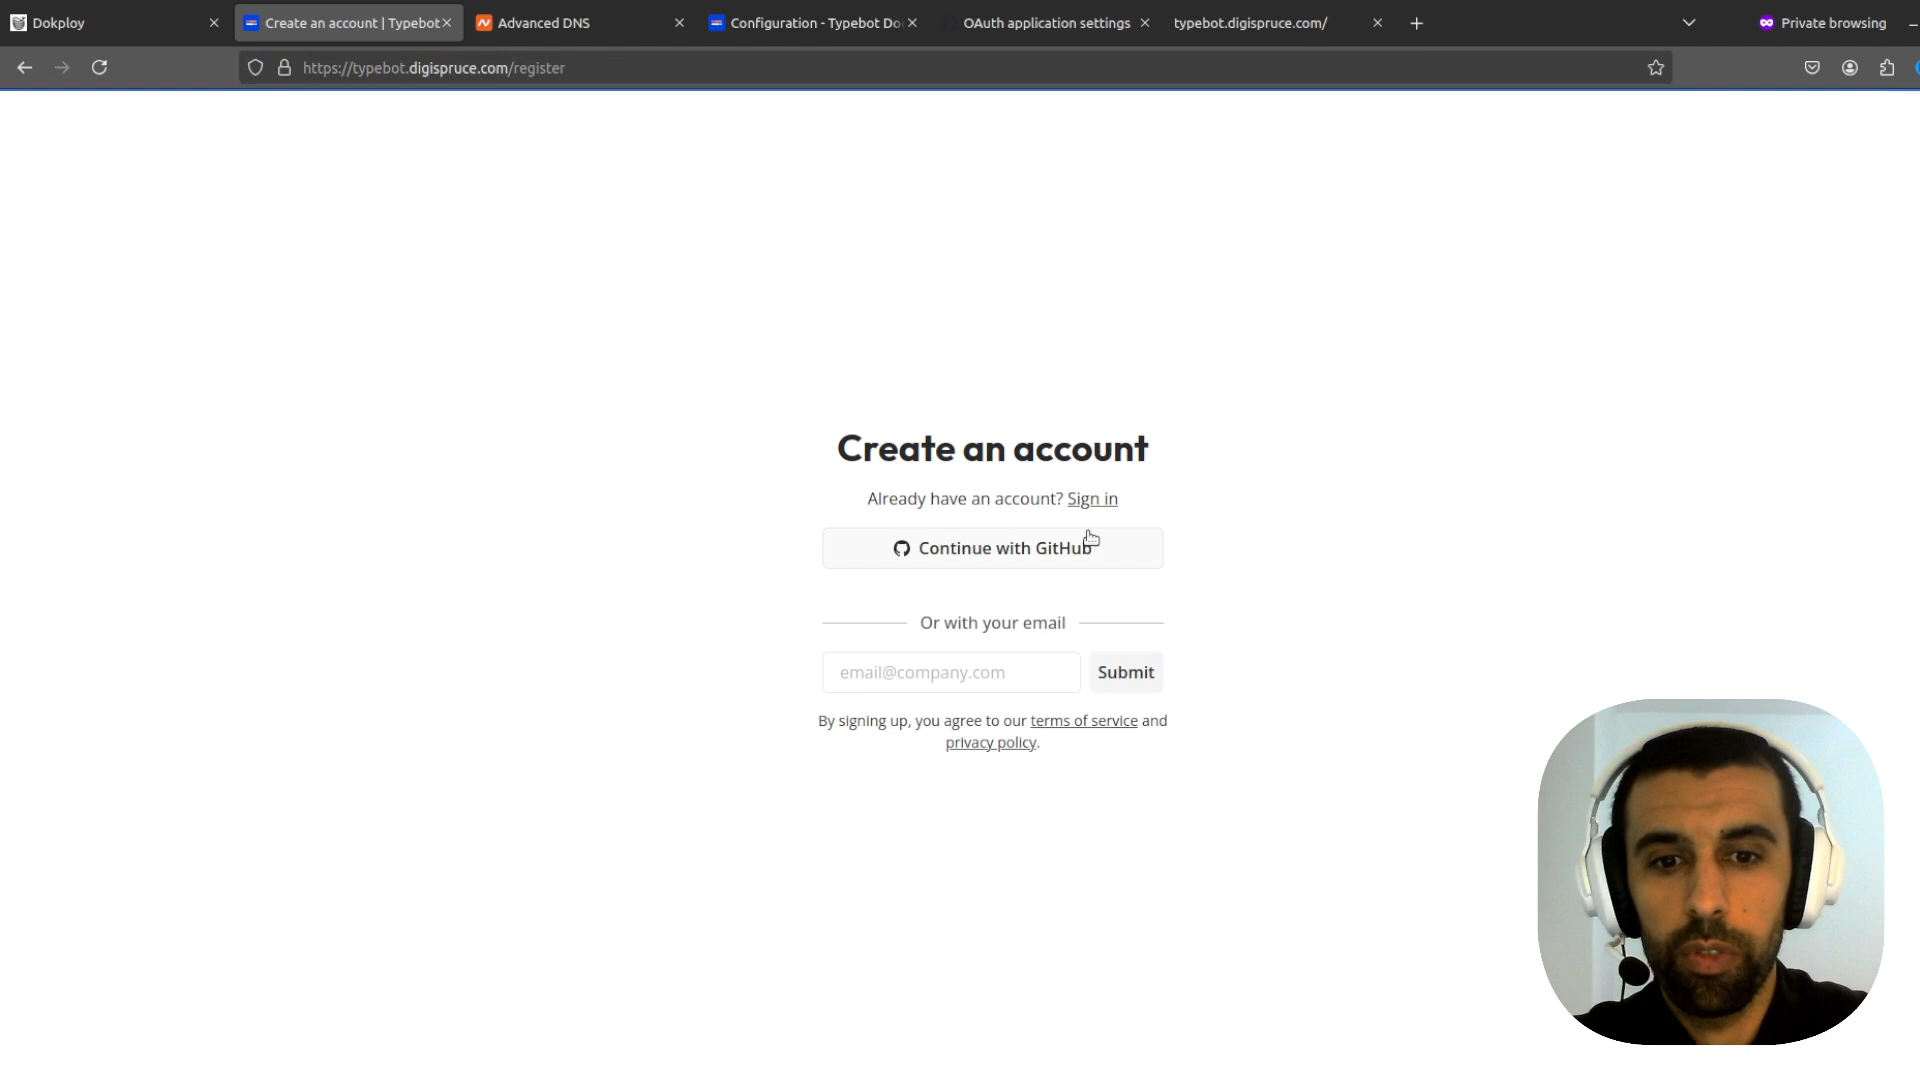 Dokploy
Create an account | Typebot
Advanced DNS
Configuration - Typebot Do
OAuth application settings
typebot.digispruce.com/
Private browsing
https://typebot.digispruce.com/register
Create an account
Already have an account? Sign in
Continue with GitHub
Or with your email
email@company.com
Submit
By signing up, you agree to our terms of service and
privacy policy.